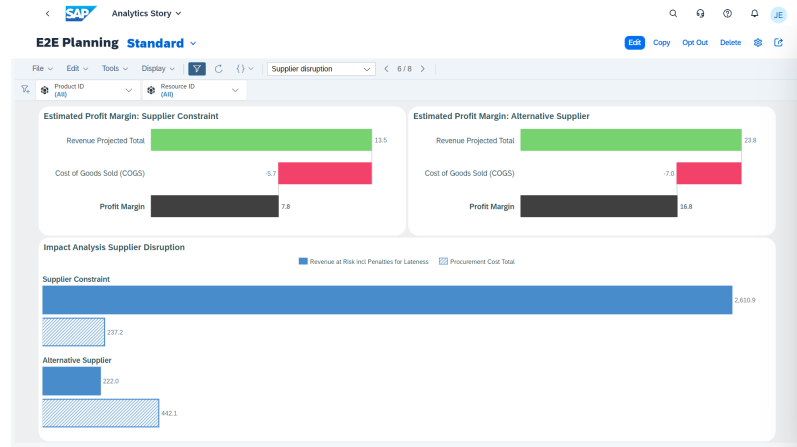 SAP Analytics Story
JE
E2E Planning Standard
Edit Copy Opt Out Delete
File Edit Tools Display { } Supplier disruption 6 / 8
Product ID
(All)
Resource ID
(All)
Estimated Profit Margin: Supplier Constraint
Revenue Projected Total 13.5
Cost of Goods Sold (COGS) -5.7
Profit Margin 7.8
Estimated Profit Margin: Alternative Supplier
Revenue Projected Total 23.8
Cost of Goods Sold (COGS) -7.0
Profit Margin 16.8
Impact Analysis Supplier Disruption
Revenue at Risk incl Penalties for Lateness Procurement Cost Total
Supplier Constraint
2,610.9
237.2
Alternative Supplier
222.0
442.1